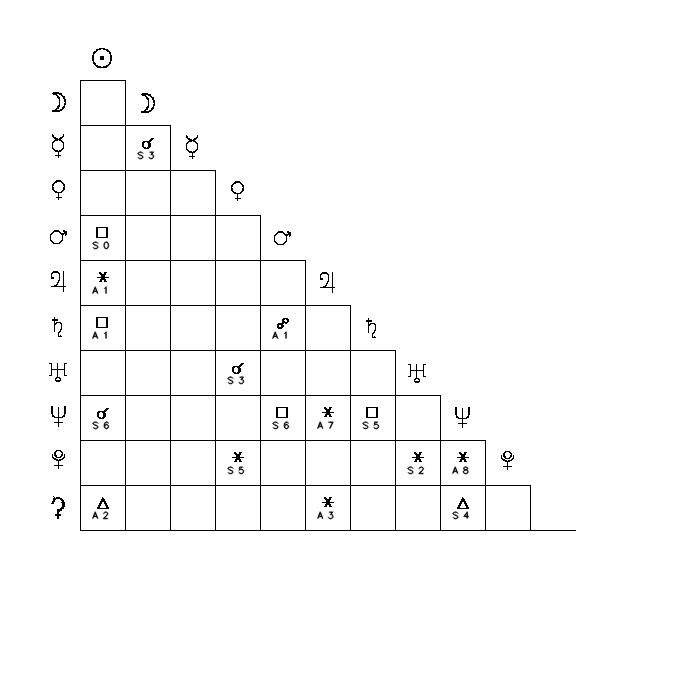 ☉
☽ ☽
☿ ☌ ☿
S 3
♀ ♀
♂ □ ♂
S 0
♃ ⚹ ♃
A 1
♄ □ ☍ ♄
A 1 A 1
♅ ☌ ♅
S 3
♆ ☌ □ ⚹ □ ♆
S 6 S 6 A 7 S 5
♇ ⚹ ⚹ ⚹ ♇
S 5 S 2 A 8
⚳ △ ⚹ △
A 2 A 3 S 4